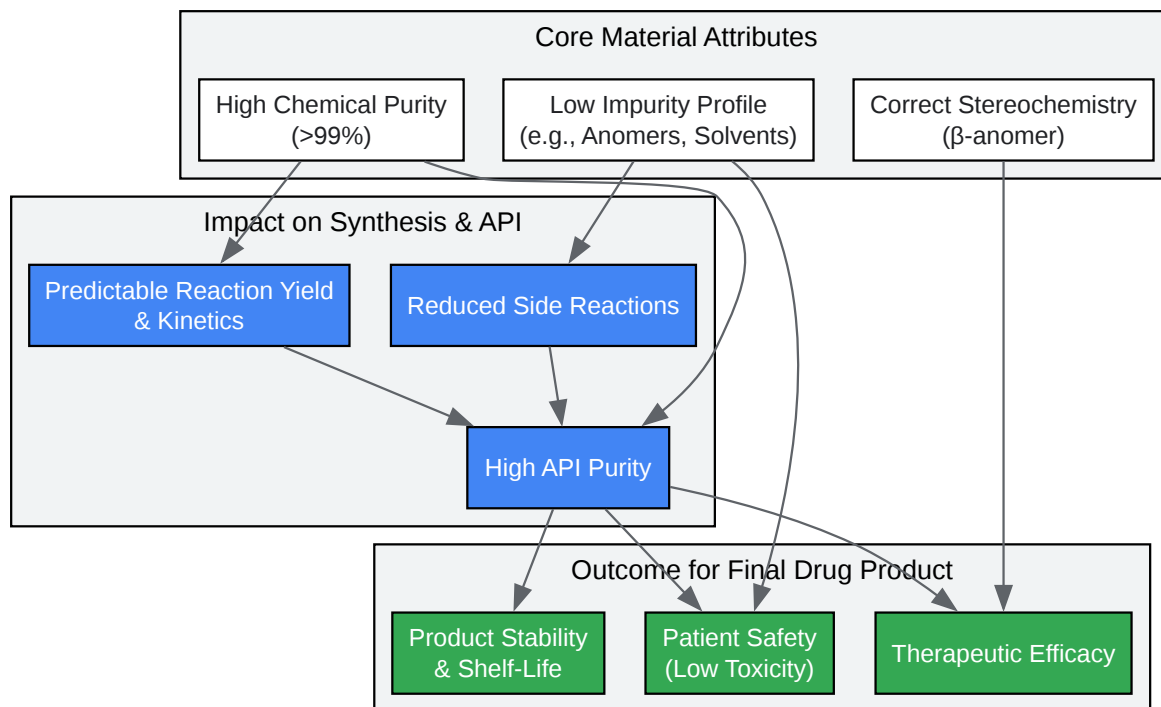 Core Material Attributes
High Chemical Purity
(>99%)
Low Impurity Profile
(e.g., Anomers, Solvents)
Correct Stereochemistry
(β-anomer)
Impact on Synthesis & API
Predictable Reaction Yield
& Kinetics
Reduced Side Reactions
High API Purity
Outcome for Final Drug Product
Product Stability
& Shelf-Life
Patient Safety
(Low Toxicity)
Therapeutic Efficacy